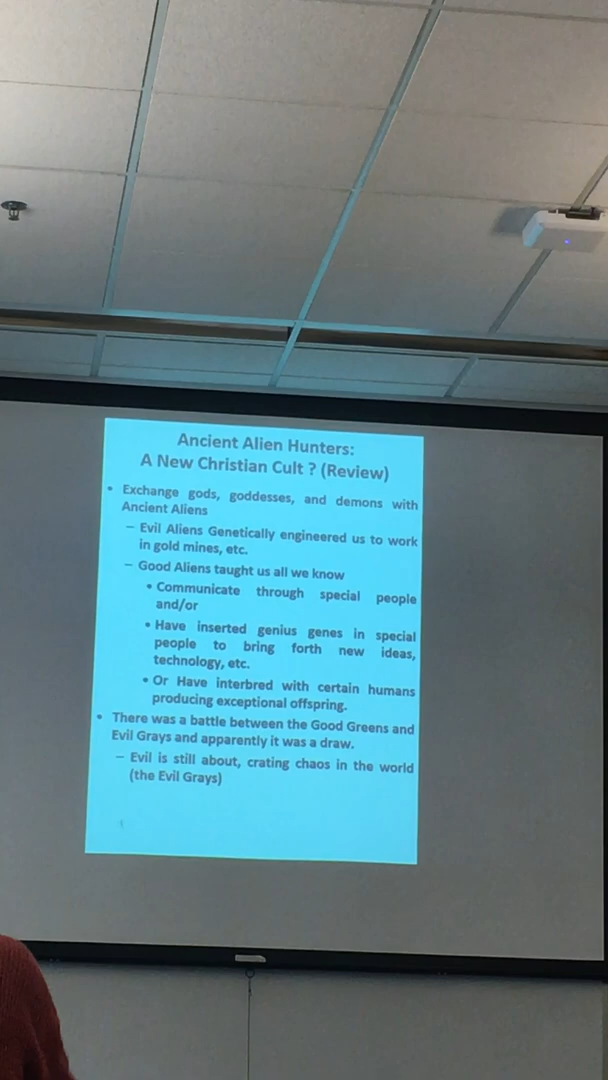 Ancient Alien Hunters:
A New Christian Cult ? (Review)
• Exchange gods, goddesses, and demons with
Ancient Aliens
– Evil Aliens Genetically engineered us to work
in gold mines, etc.
– Good Aliens taught us all we know
• Communicate through special people
and/or
• Have inserted genius genes in special
people to bring forth new ideas,
technology, etc.
• Or Have interbred with certain humans
producing exceptional offspring.
• There was a battle between the Good Greens and
Evil Grays and apparently it was a draw.
– Evil is still about, crating chaos in the world
(the Evil Grays)